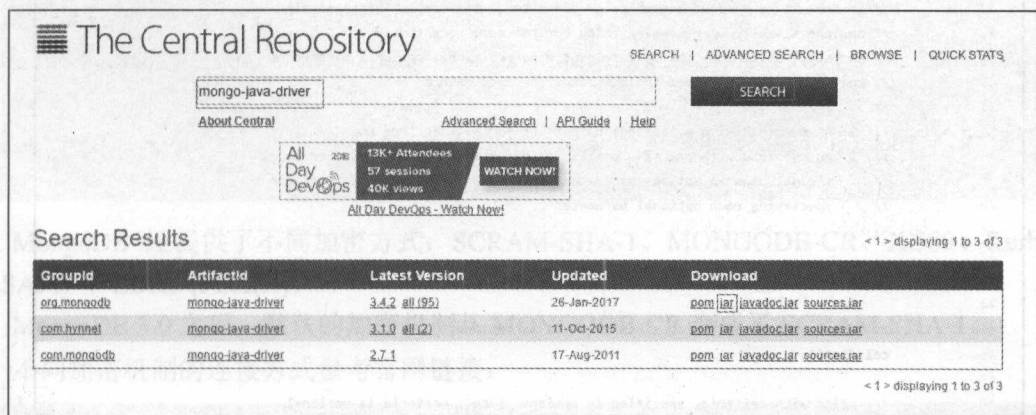 The Central Repository
SEARCH | ADVANCED SEARCH | BROWSE | QUICK STATS
mongo-java-driver
SEARCH
About Central
Advanced Search | API Guide | Help
All Day DevOps 2018
13K+ Attendees
57 sessions
40K views
WATCH NOW!
All Day DevOps - Watch Now!
Search Results
< 1 > displaying 1 to 3 of 3
GroupId ArtifactId Latest Version Updated Download
org.mongodb mongo-java-driver 3.4.2 all (95) 26-Jan-2017 pom jar javadoc.jar sources.jar
com.hynnet mongo-java-driver 3.1.0 all (2) 11-Oct-2015 pom jar javadoc.jar sources.jar
com.mongodb mongo-java-driver 2.7.1 17-Aug-2011 pom jar javadoc.jar sources.jar
< 1 > displaying 1 to 3 of 3